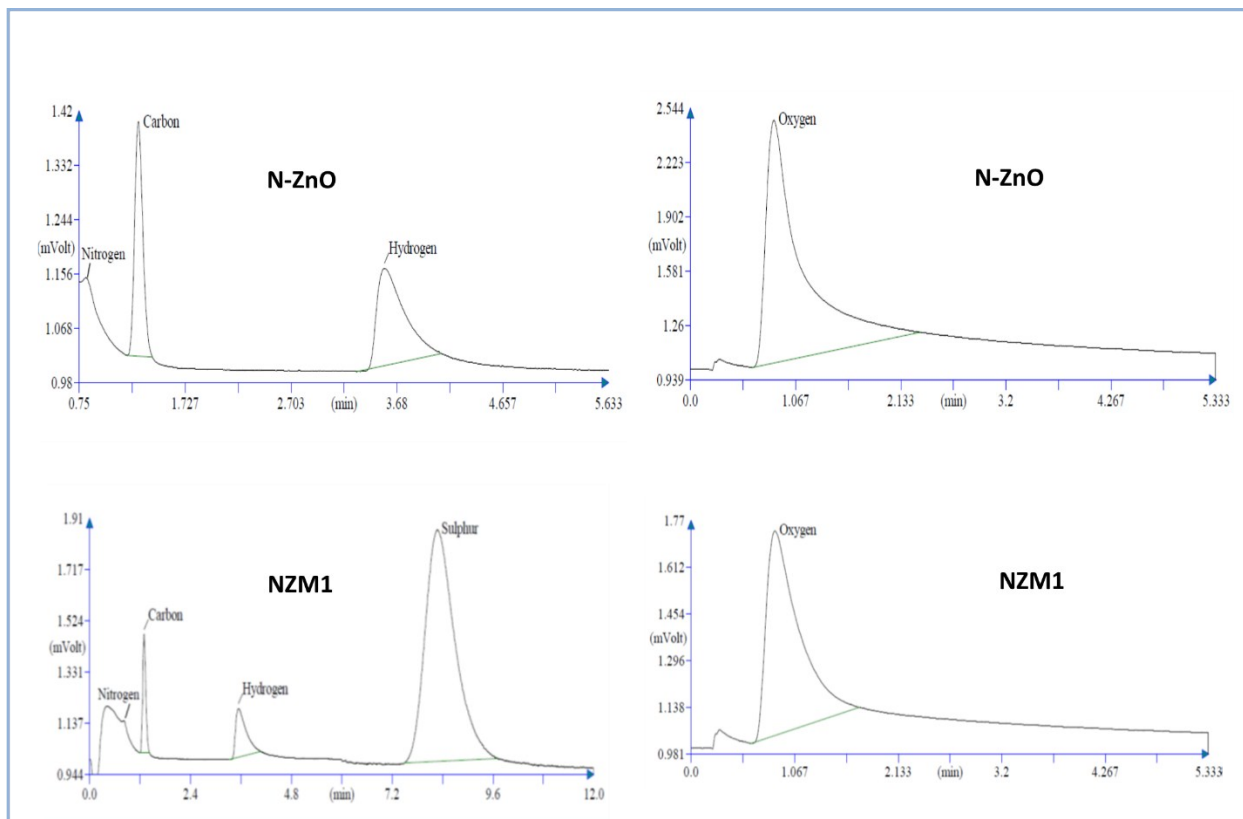 1.42
Carbon
1.332
N-ZnO
1.244
(mVolt)
Nitrogen
Hydrogen
1.156
1.068
0.98
0.75 1.727 2.703 (min) 3.68 4.657 5.633
2.544
Oxygen
2.223
N-ZnO
1.902
(mVolt)
1.581
1.26
0.939
0.0 1.067 2.133 (min) 3.2 4.267 5.333
1.91
Sulphur
1.717
NZM1
Carbon
1.524
(mVolt)
1.331
Nitrogen
Hydrogen
1.137
0.944
0.0 2.4 4.8 (min) 7.2 9.6 12.0
1.77
Oxygen
1.612
NZM1
1.454
(mVolt)
1.296
1.138
0.981
0.0 1.067 2.133 (min) 3.2 4.267 5.333